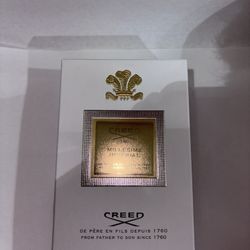 CREED
MILLESIME
IMPERIAL
CREED
DE PÈRE EN FILS DEPUIS 1760
FROM FATHER TO SON SINCE 1760